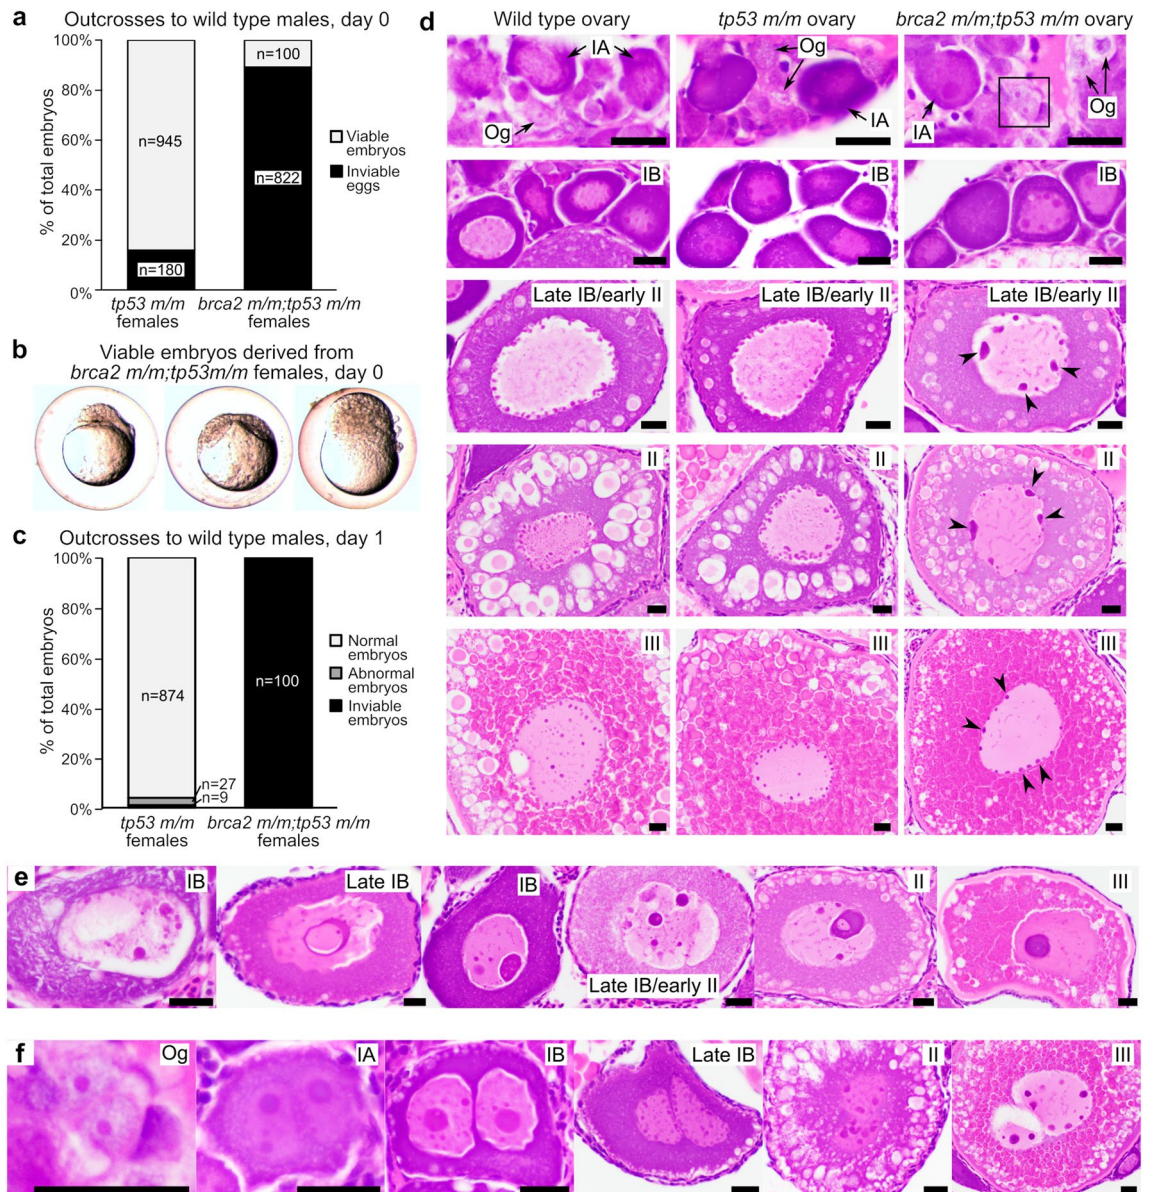 a
Outcrosses to wild type males, day 0
100%
80%
60%
40%
20%
0%
% of total embryos
n=945
n=180
n=100
n=822
Viable
embryos
Inviable
eggs
tp53 m/m
females
brca2 m/m;tp53 m/m
females
b
Viable embryos derived from
brca2 m/m;tp53m/m females, day 0
c
Outcrosses to wild type males, day 1
100%
80%
60%
40%
20%
0%
% of total embryos
n=874
n=27
n=9
n=100
Normal
embryos
Abnormal
embryos
Inviable
embryos
tp53 m/m
females
brca2 m/m;tp53 m/m
females
d
Wild type ovary
tp53 m/m ovary
brca2 m/m;tp53 m/m ovary
IA
Og
Og
IA
IA
Og
IB
IB
IB
Late IB/early II
Late IB/early II
Late IB/early II
II
II
II
III
III
III
e
IB
Late IB
IB
Late IB/early II
II
III
f
Og
IA
IB
Late IB
II
III